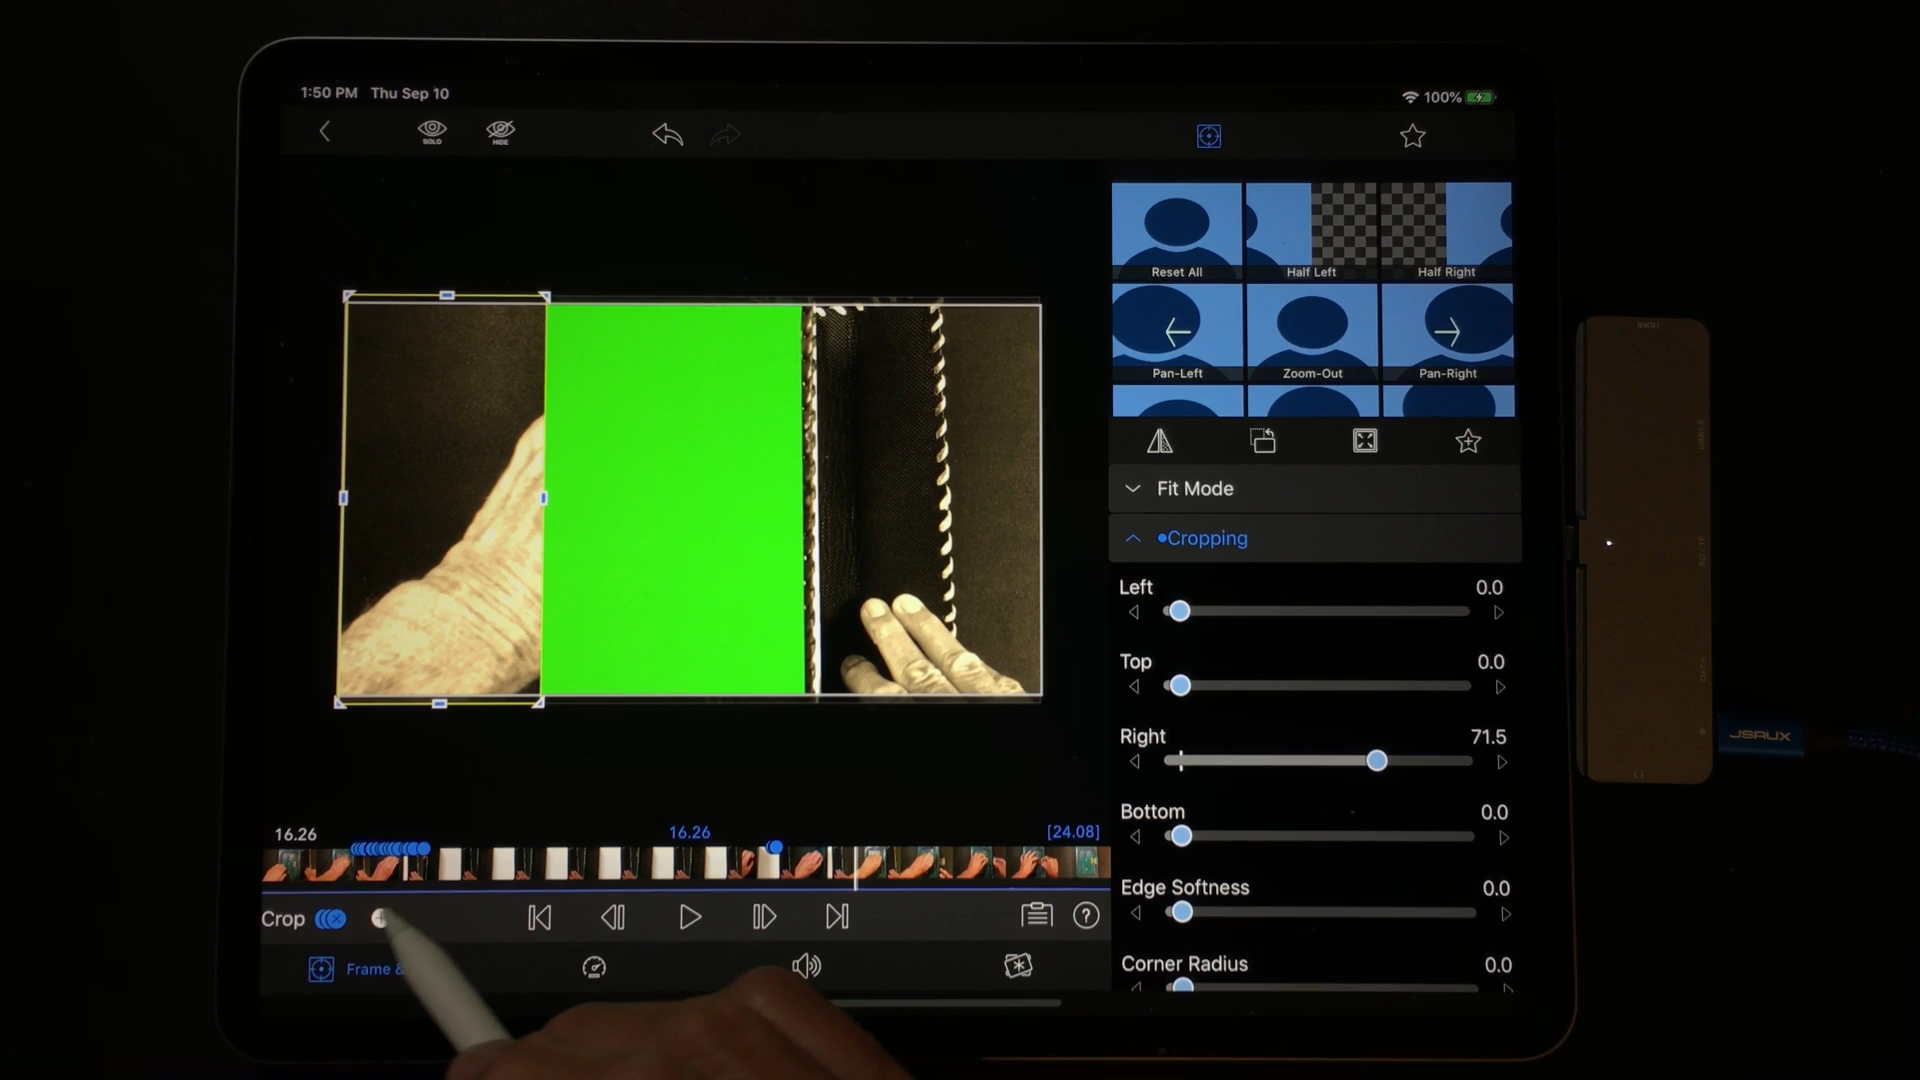 1:50 PM Thu Sep 10
100%
SOLO
HIDE
Reset All
Half Left
Half Right
Pan-Left
Zoom-Out
Pan-Right
Fit Mode
Cropping
Left 0.0
Top 0.0
Right 71.5
Bottom 0.0
Edge Softness 0.0
Corner Radius 0.0
16.26
16.26
[24.08]
Crop
Frame &
JSAUX